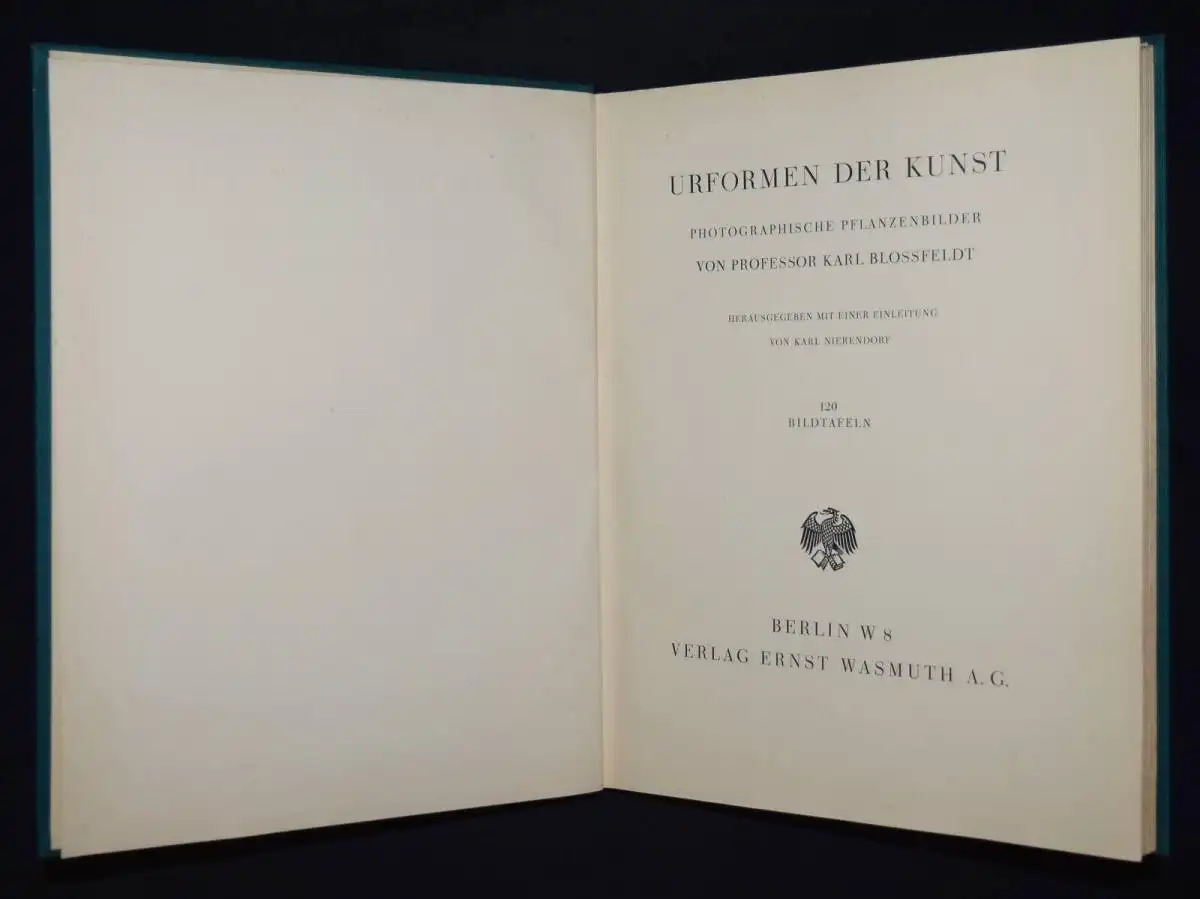 URFORMEN DER KUNST
PHOTOGRAPHISCHE PFLANZENBILDER
VON PROFESSOR KARL BLOSSFELDT
HERAUSGEGEBEN MIT EINER EINLEITUNG
VON KARL NIERENDORF
120
BILDTAFELN
BERLIN W 8
VERLAG ERNST WASMUTH A. G.